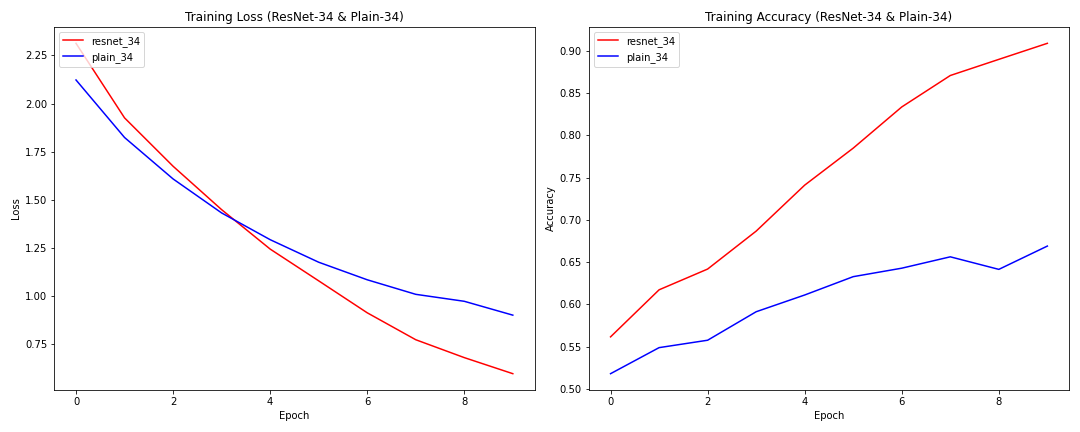 Training Loss (ResNet-34 & Plain-34)
resnet_34
plain_34
2.25
2.00
1.75
1.50
1.25
1.00
0.75
Loss
0 2 4 6 8
Epoch
Training Accuracy (ResNet-34 & Plain-34)
resnet_34
plain_34
0.90
0.85
0.80
0.75
0.70
0.65
0.60
0.55
0.50
Accuracy
0 2 4 6 8
Epoch